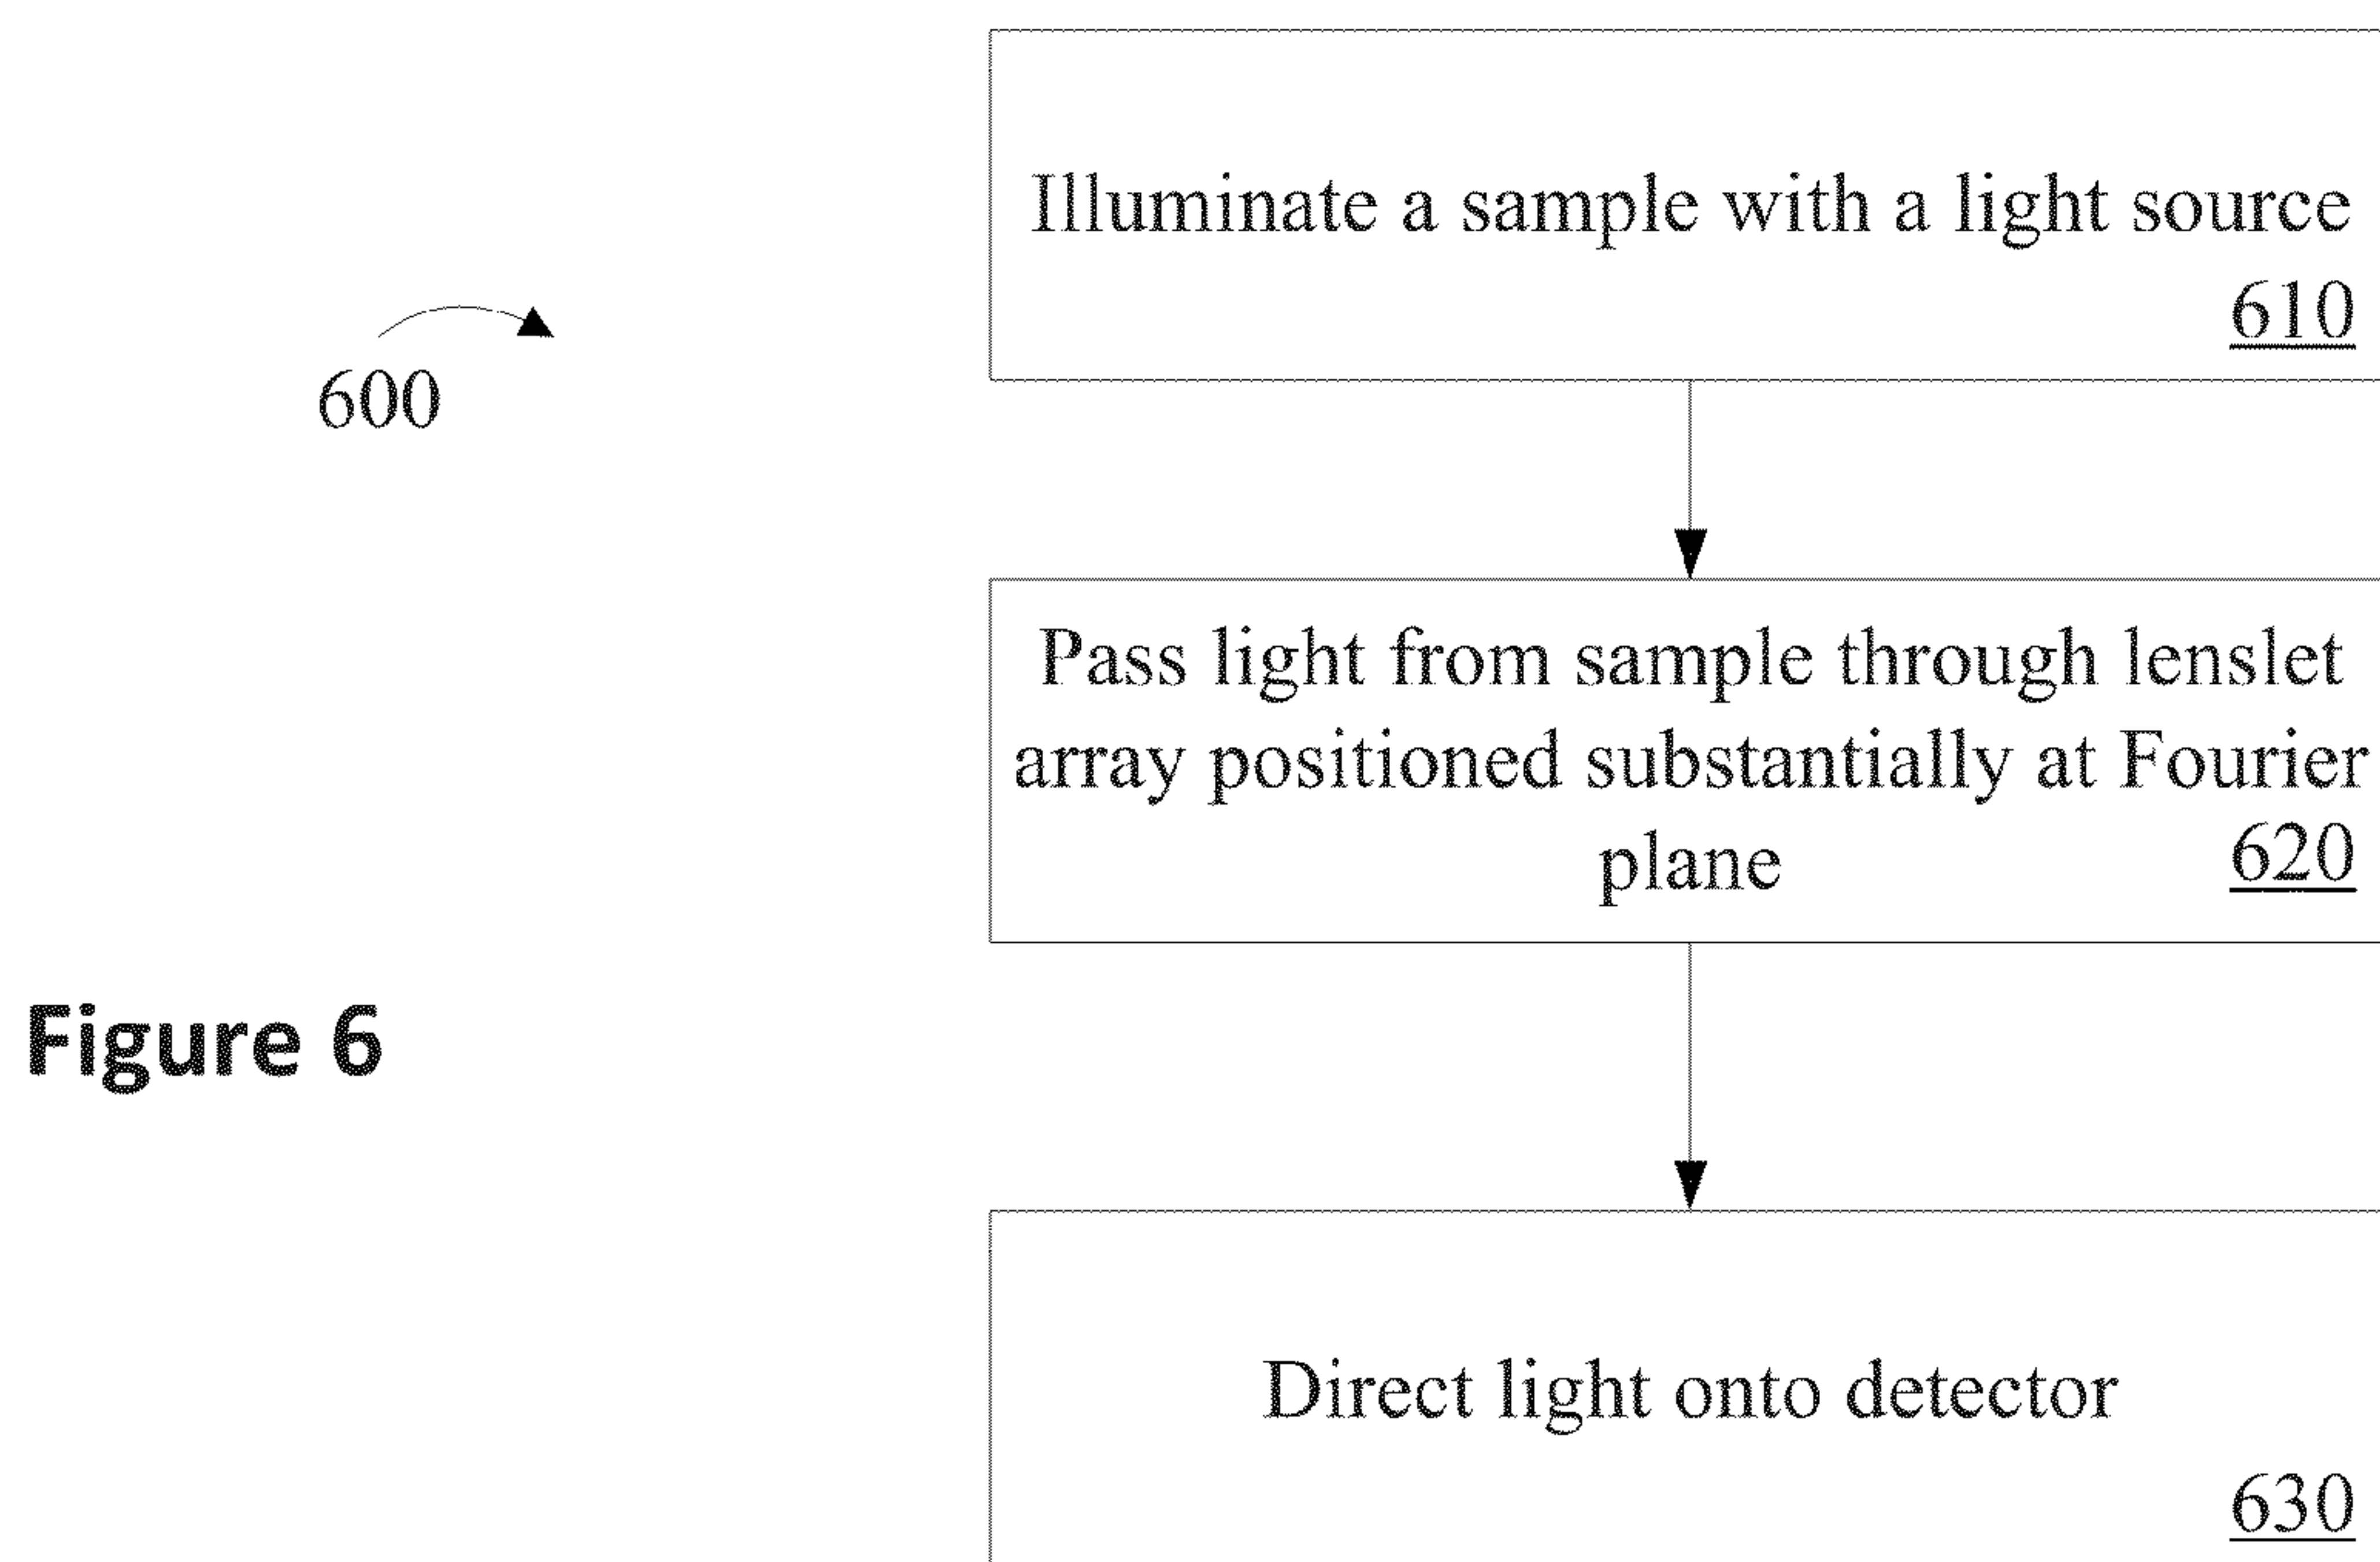 Illuminate a sample with a light source
610
600
Pass light from sample through lenslet
array positioned substantially at Fourier
plane
620
Figure 6
Direct light onto detector
630